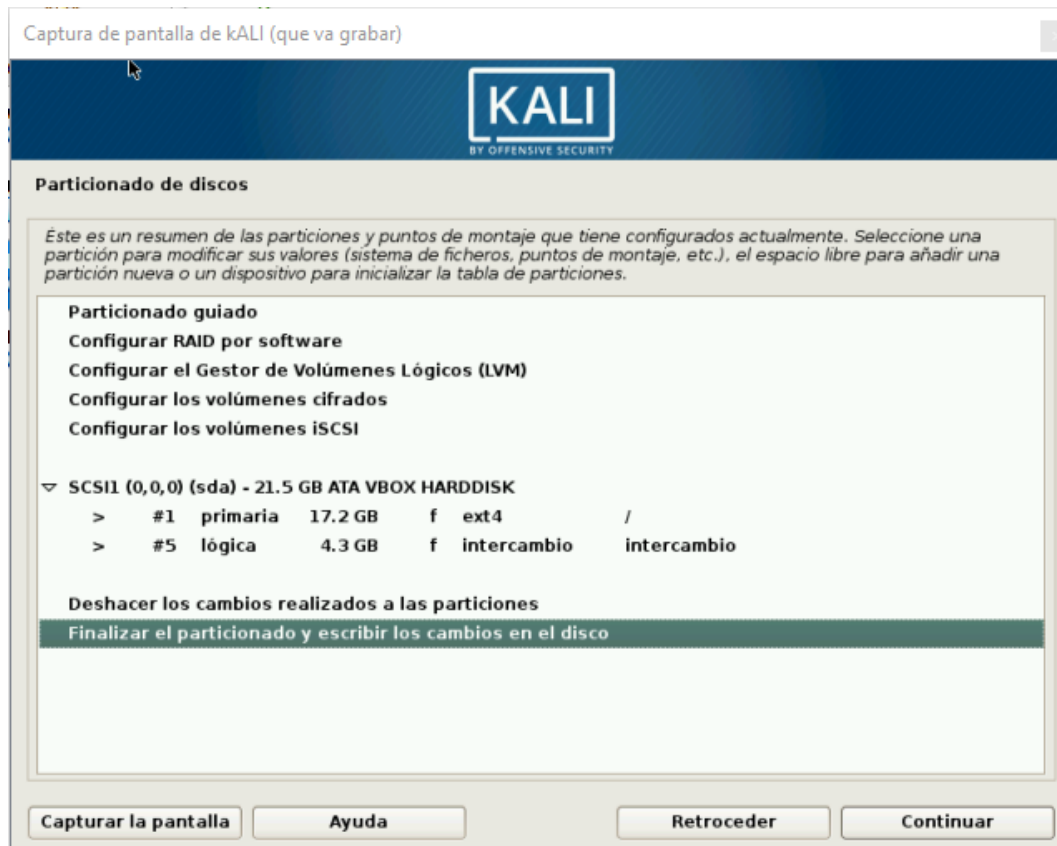 Captura de pantalla de kALI (que va grabar)
KALI
BY OFFENSIVE SECURITY
Particionado de discos
Éste es un resumen de las particiones y puntos de montaje que tiene configurados actualmente. Seleccione una
partición para modificar sus valores (sistema de ficheros, puntos de montaje, etc.), el espacio libre para añadir una
partición nueva o un dispositivo para inicializar la tabla de particiones.
Particionado guiado
Configurar RAID por software
Configurar el Gestor de Volúmenes Lógicos (LVM)
Configurar los volúmenes cifrados
Configurar los volúmenes iSCSI
SCSI1 (0,0,0) (sda) - 21.5 GB ATA VBOX HARDDISK
> #1 primaria 17.2 GB f ext4 /
> #5 lógica 4.3 GB f intercambio intercambio
Deshacer los cambios realizados a las particiones
Finalizar el particionado y escribir los cambios en el disco
Capturar la pantalla Ayuda Retroceder Continuar